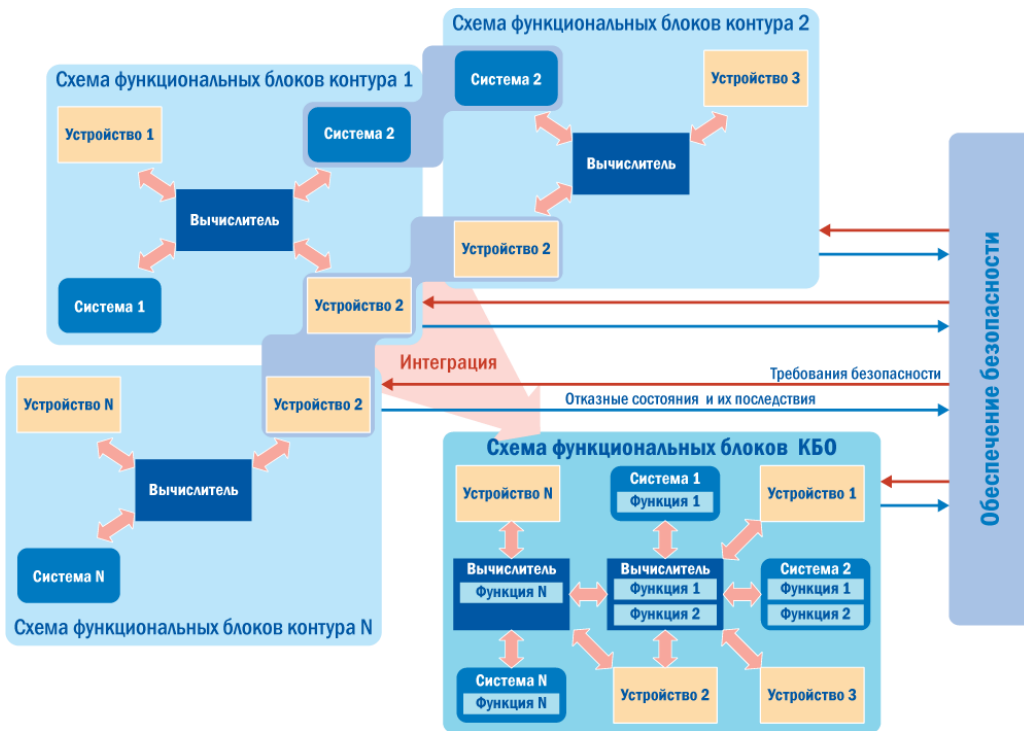 Схема функциональных блоков контура 2
Система 2
Устройство 3
Вычислитель
Устройство 2
Схема функциональных блоков контура 1
Устройство 1
Система 2
Вычислитель
Система 1
Устройство 2
Интеграция
Устройство N
Устройство 2
Вычислитель
Система N
Схема функциональных блоков контура N
Требования безопасности
Отказные состояния и их последствия
Обеспечение безопасности
Схема функциональных блоков КБО
Устройство N
Система 1
Функция 1
Устройство 1
Вычислитель
Функция N
Вычислитель
Функция 1
Функция 2
Система 2
Функция 1
Функция 2
Система N
Функция N
Устройство 2
Устройство 3